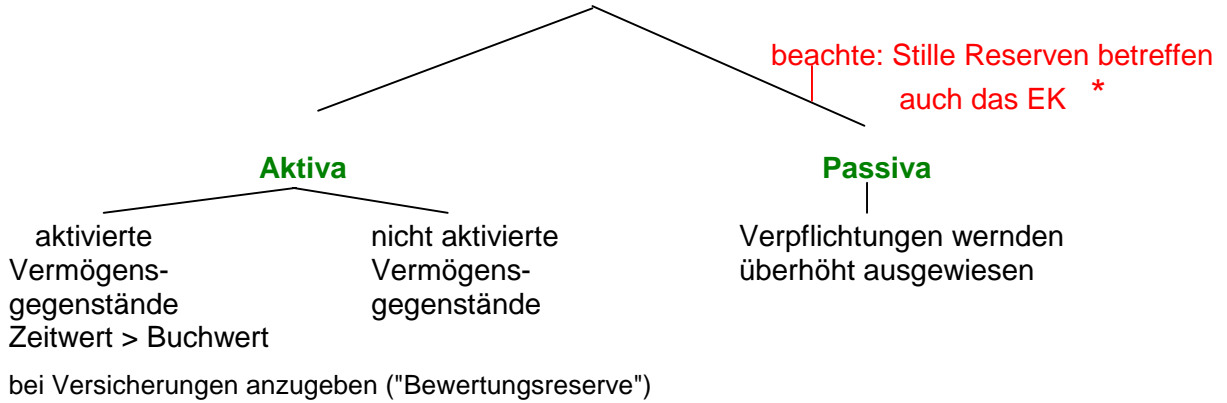 beachte: Stille Reserven betreffen
auch das EK *
Aktiva
Passiva
aktivierte
Vermögens-
gegenstände
Zeitwert > Buchwert
nicht aktivierte
Vermögens-
gegenstände
Verpflichtungen wernden
überhöht ausgewiesen
bei Versicherungen anzugeben ("Bewertungsreserve")